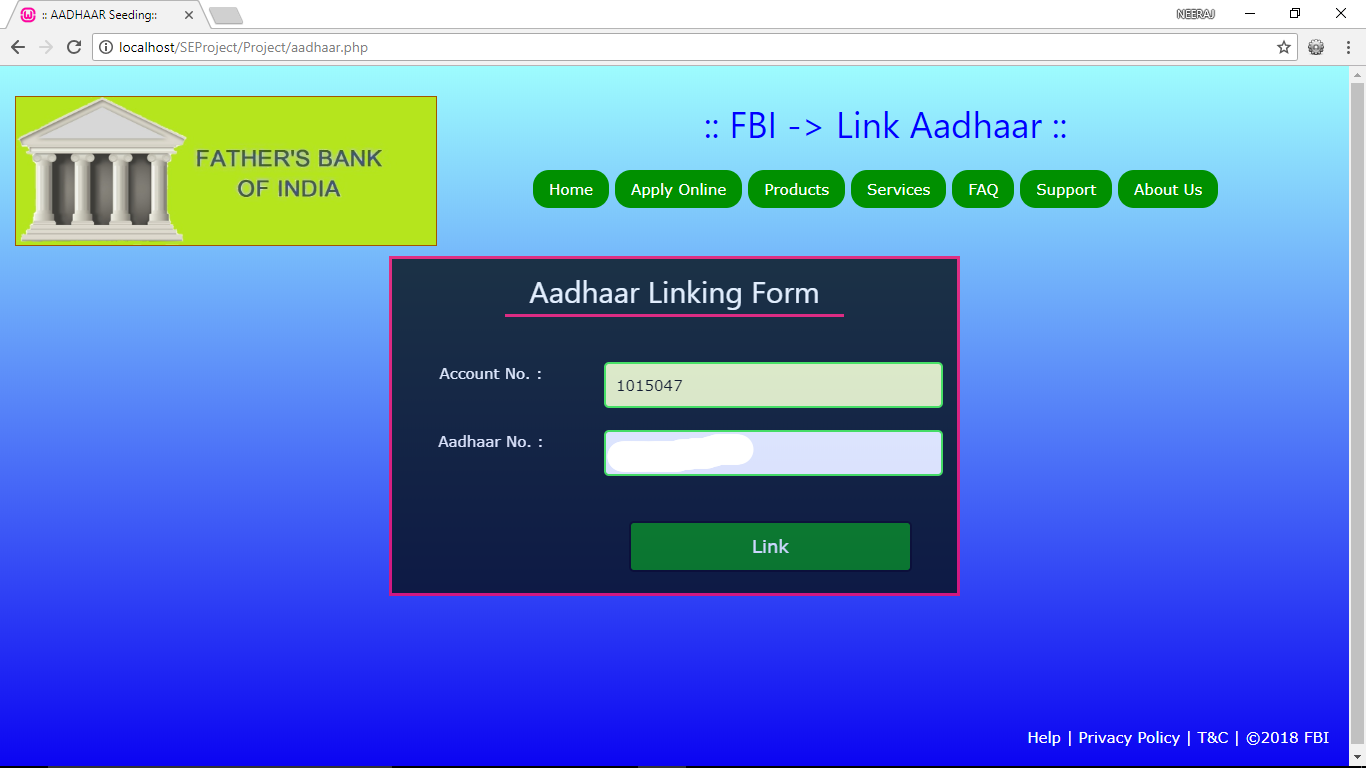 :: AADHAAR Seeding::
NEERAJ
localhost/SEProject/Project/aadhaar.php
FATHER'S BANK
OF INDIA
:: FBI -> Link Aadhaar ::
Home Apply Online Products Services FAQ Support About Us
Aadhaar Linking Form
Account No. : 1015047
Aadhaar No. :
Link
Help | Privacy Policy | T&C | ©2018 FBI